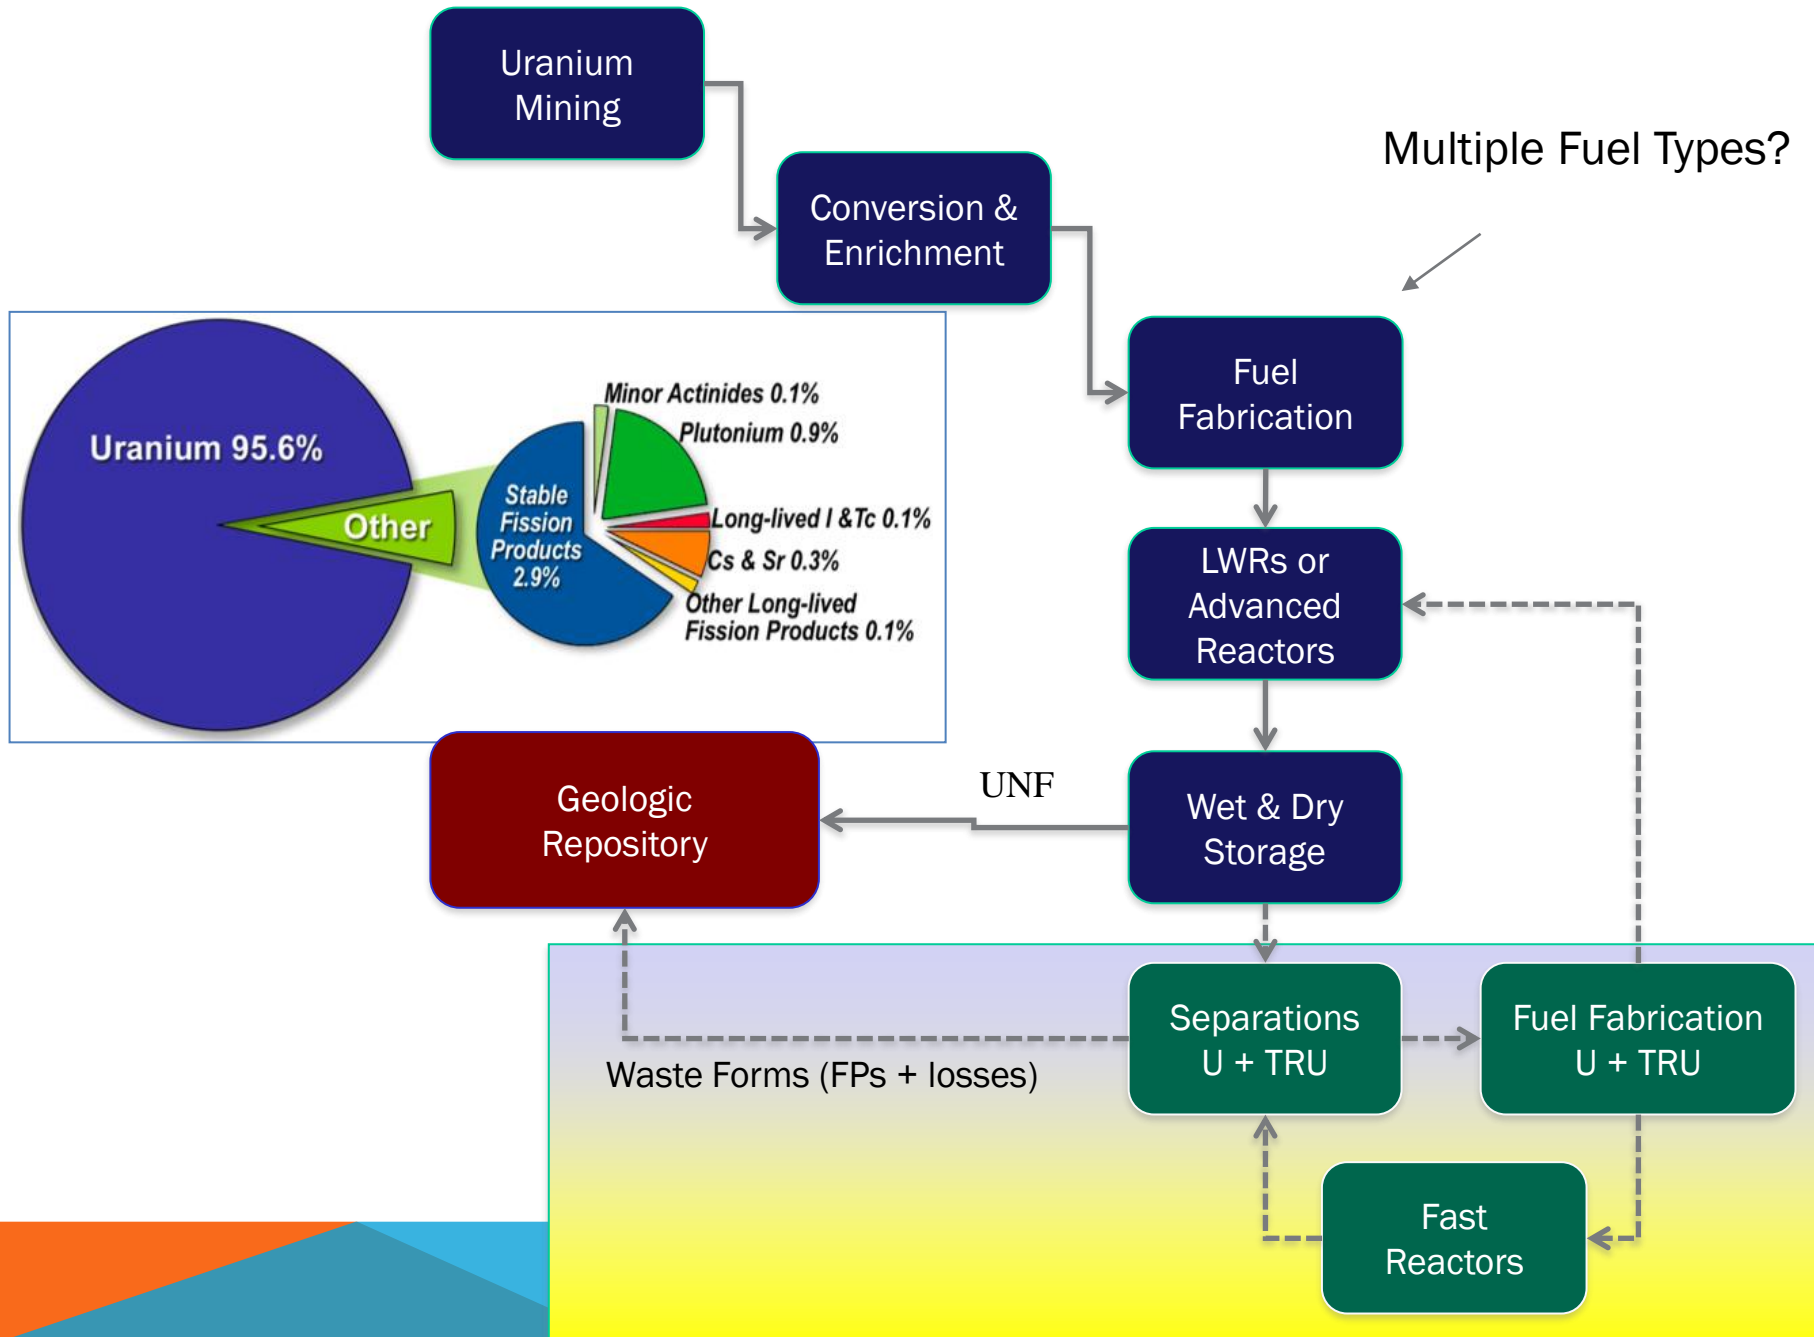 Uranium
Mining
Multiple Fuel Types?
Conversion &
Enrichment
Fuel
Fabrication
Uranium 95.6%
Other
Stable
Fission
Products
2.9%
Minor Actinides 0.1%
Plutonium 0.9%
Long-lived I &Tc 0.1%
Cs & Sr 0.3%
Other Long-lived
Fission Products 0.1%
LWRs or
Advanced
Reactors
UNF
Wet & Dry
Storage
Geologic
Repository
Separations
U + TRU
Fuel Fabrication
U + TRU
Waste Forms (FPs + losses)
Fast
Reactors